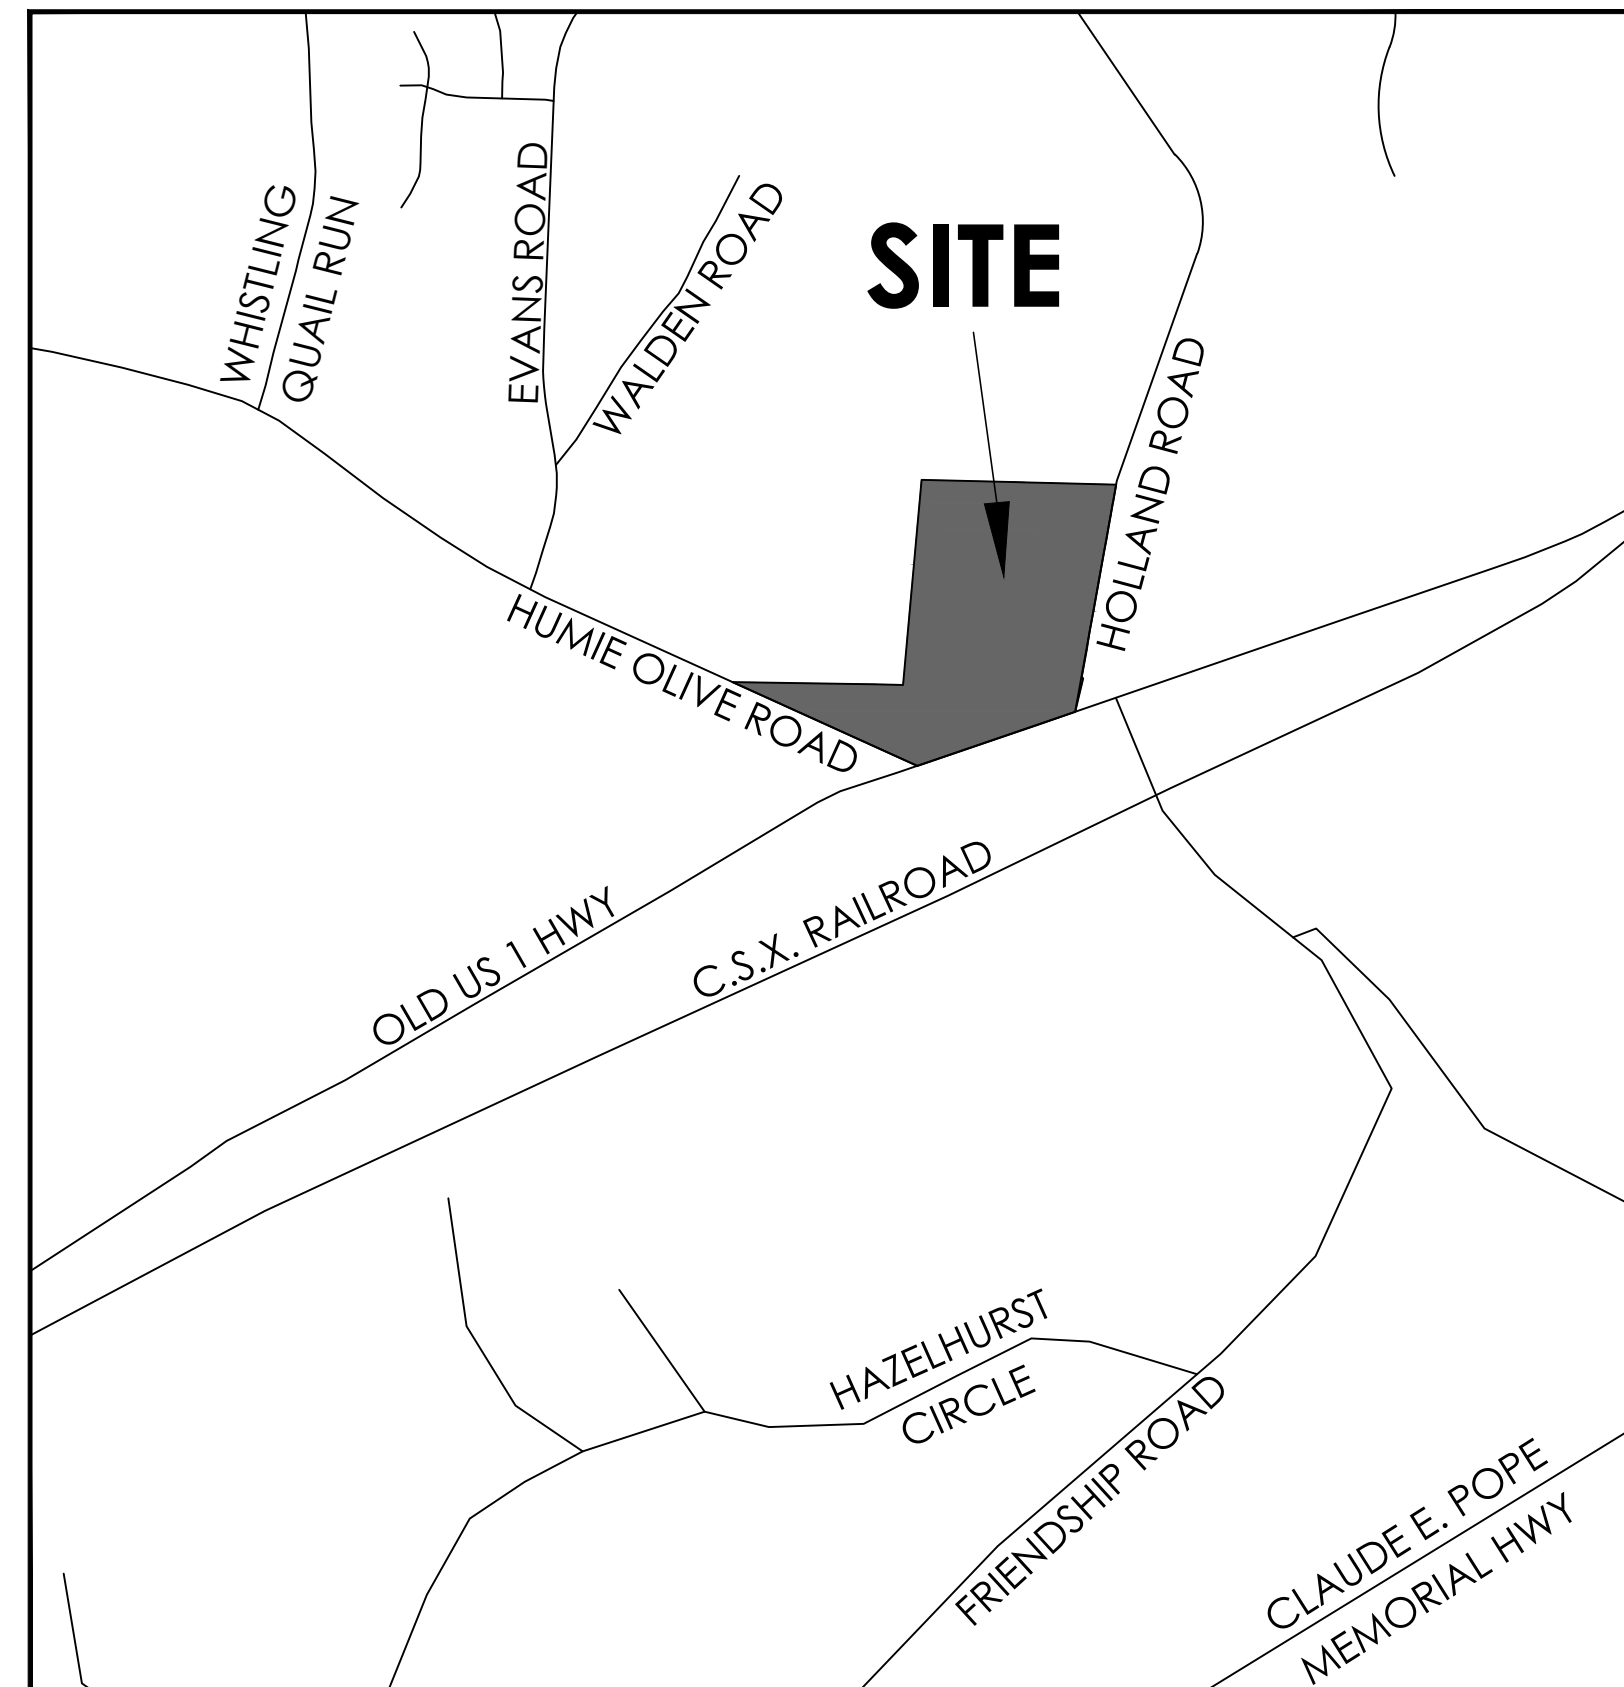 WHISTLING
QUAIL RUN
EVANS ROAD
WALDEN ROAD
SITE
HOLLAND ROAD
HUMIE OLIVE ROAD
OLD US 1 HWY
C.S.X. RAILROAD
HAZELHURST
CIRCLE
FRIENDSHIP ROAD
CLAUDE E. POPE
MEMORIAL HWY